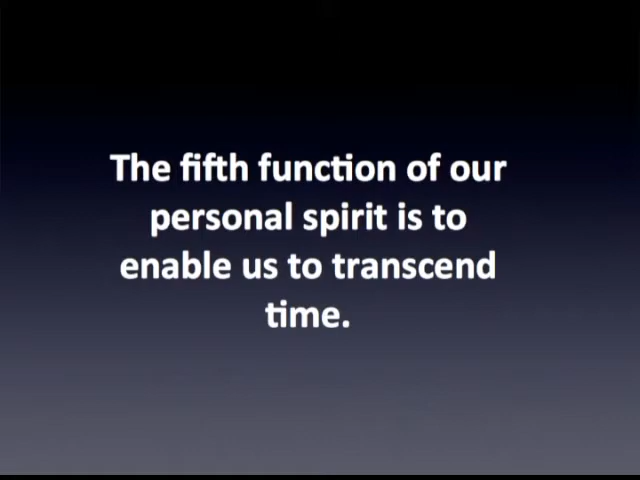 The fifth function of our
personal spirit is to
enable us to transcend
time.